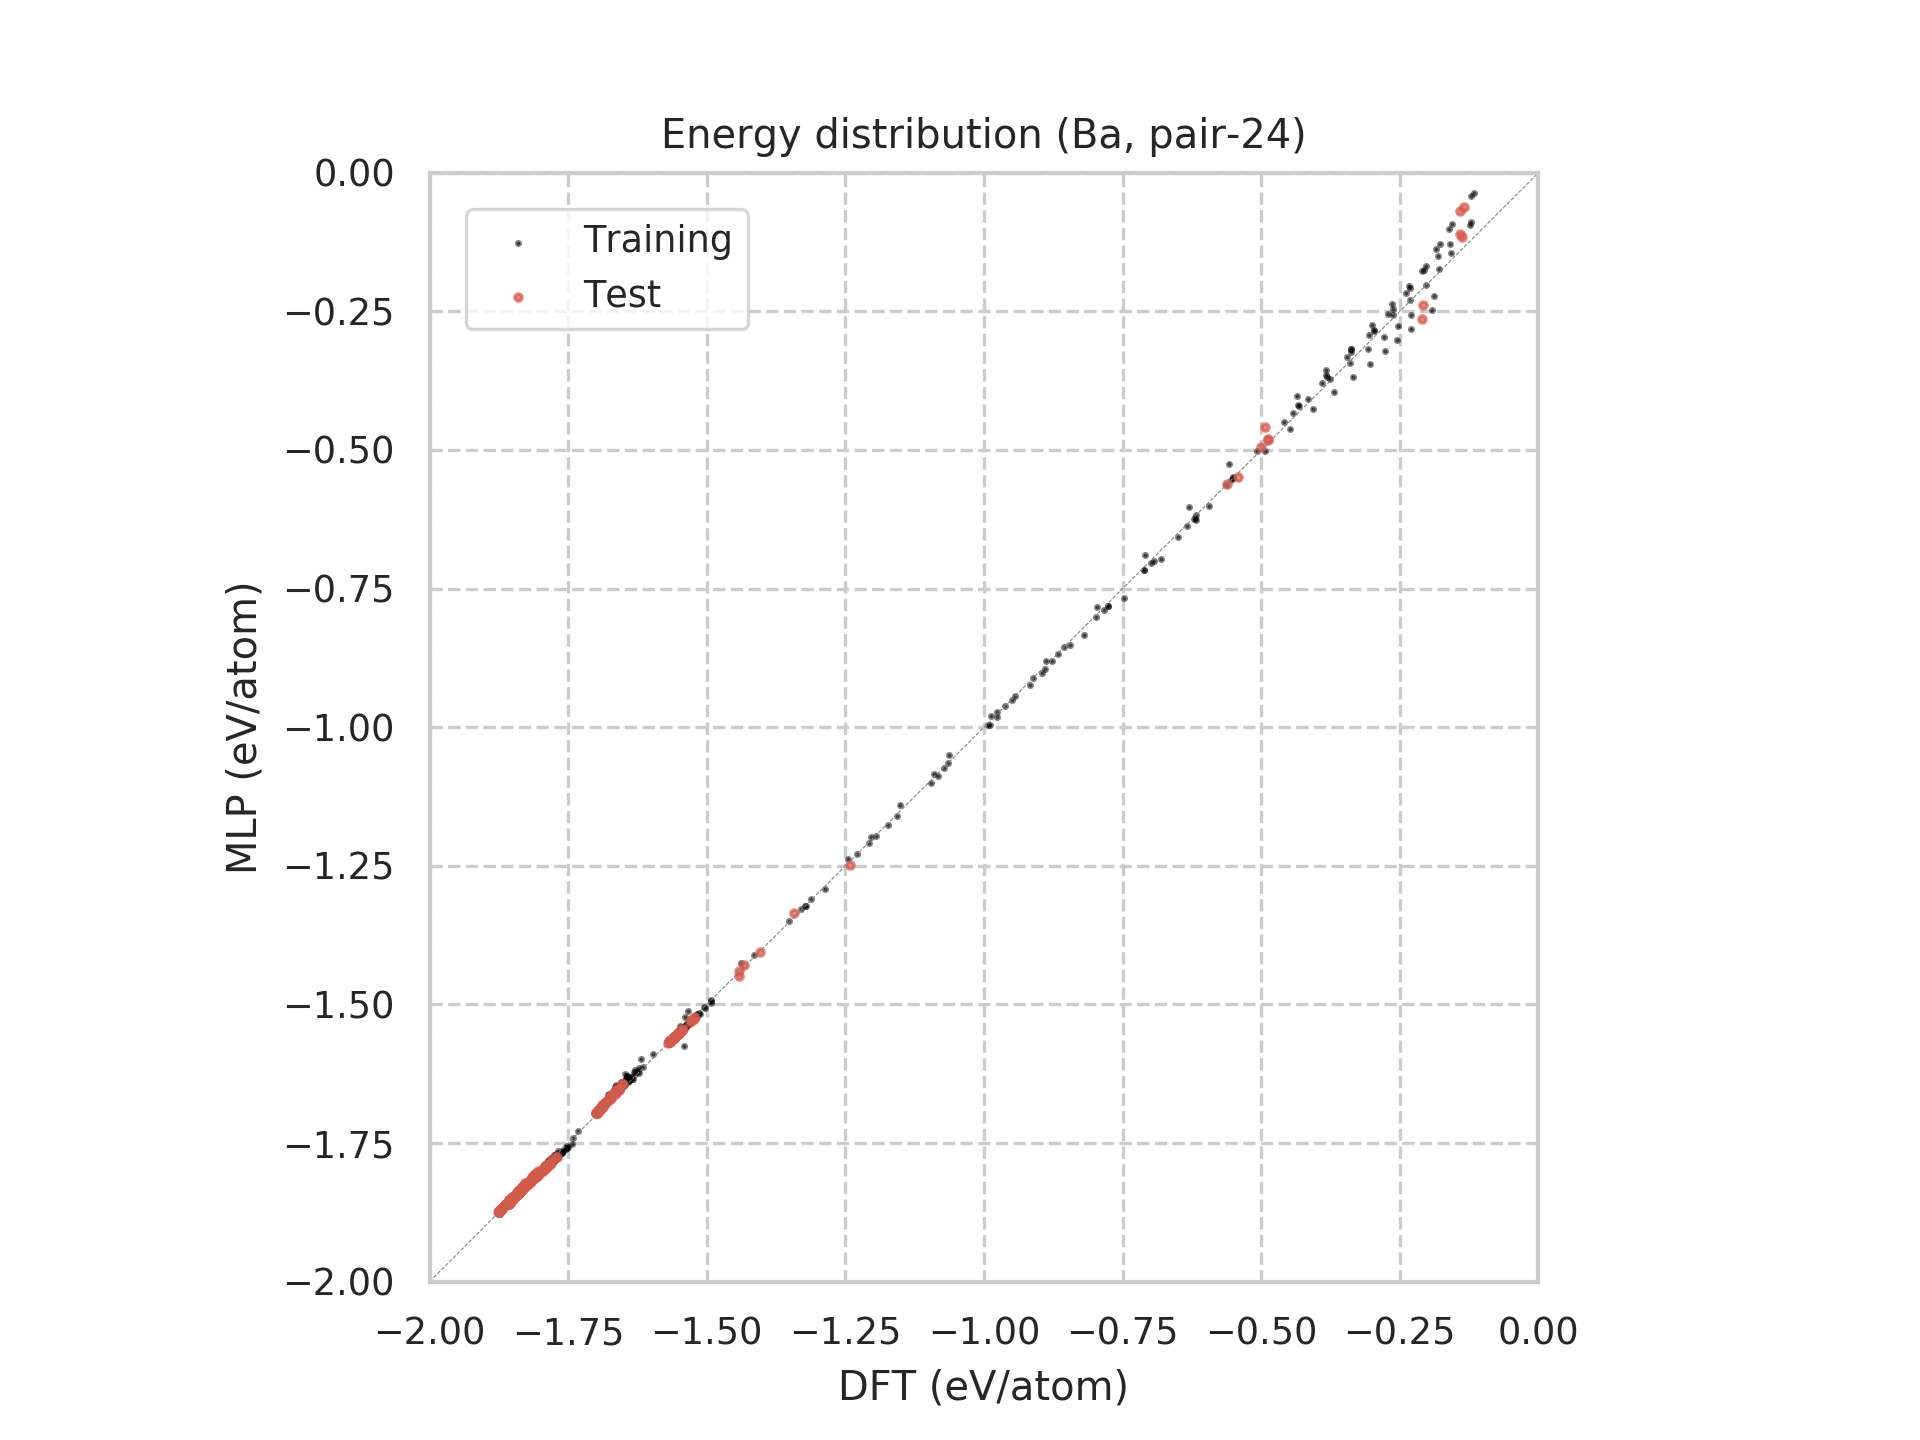 Energy distribution (Ba, pair-24)
0.00
Training
Test
−0.25
−0.50
−0.75
−1.00
−1.25
−1.50
−1.75
−2.00
MLP (eV/atom)
−2.00 −1.75 −1.50 −1.25 −1.00 −0.75 −0.50 −0.25 0.00
DFT (eV/atom)